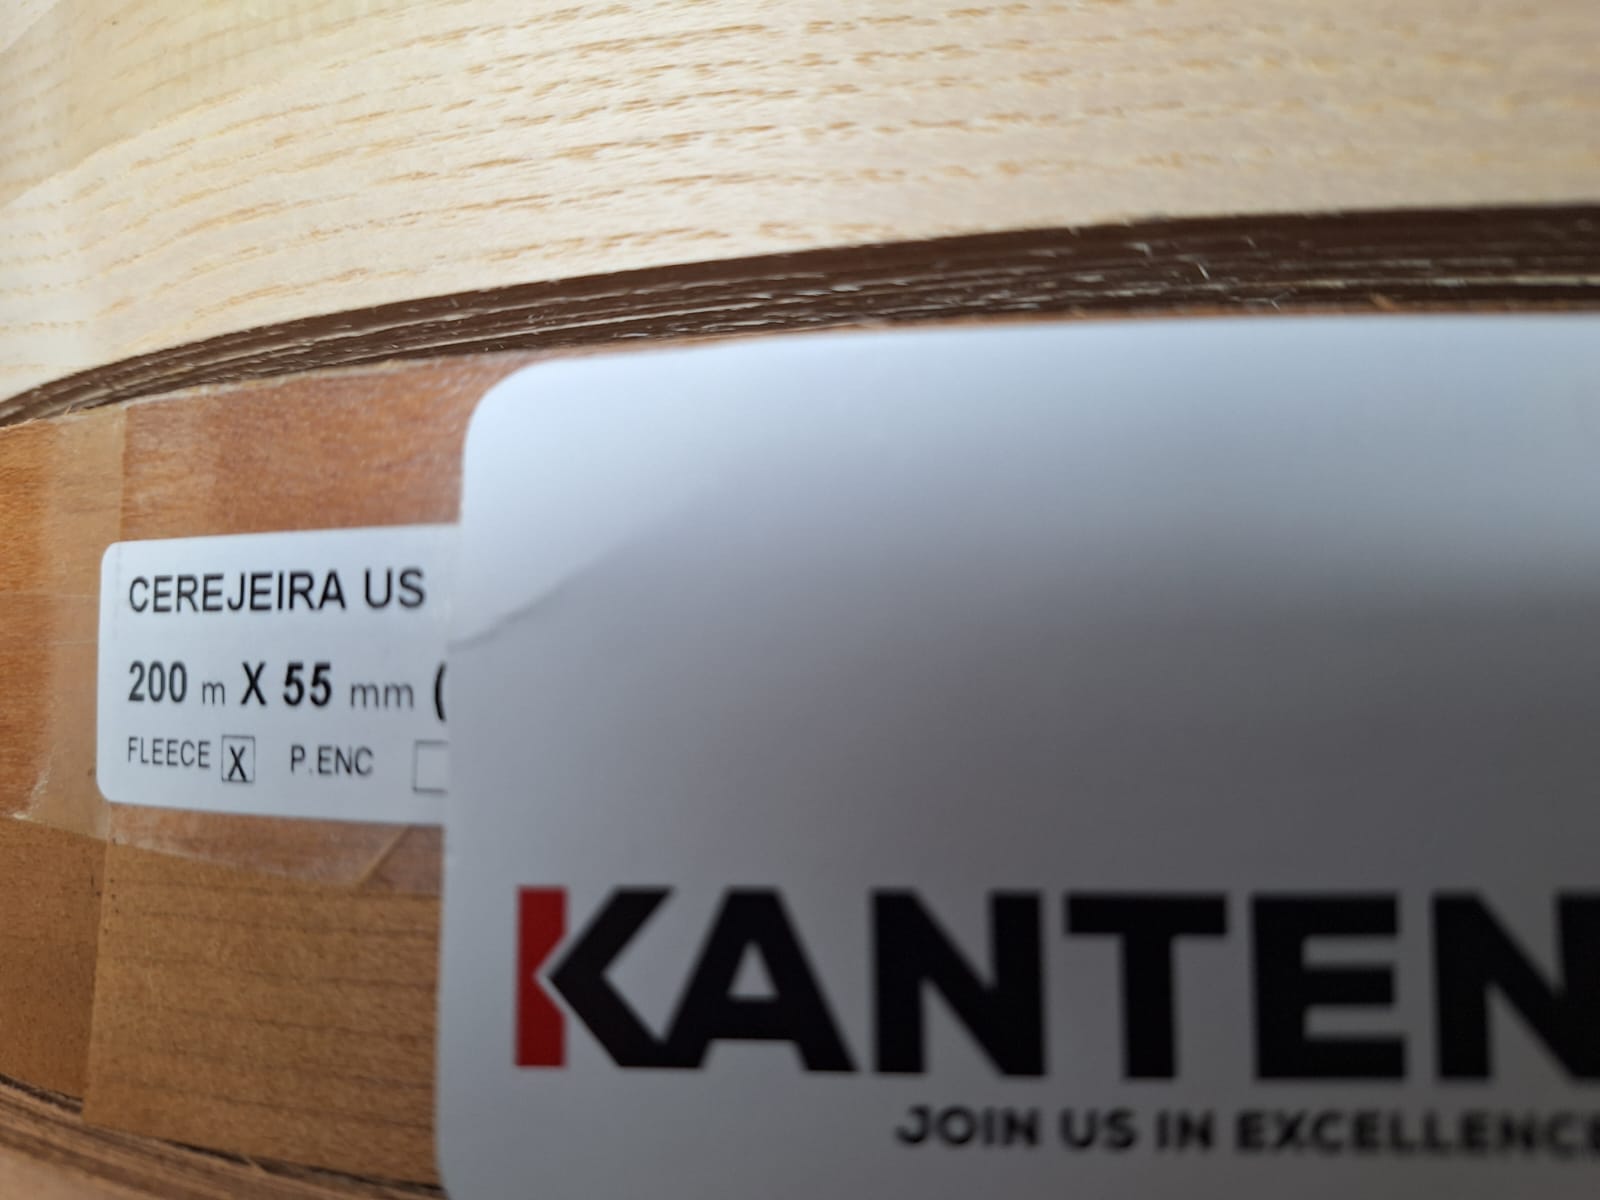 CEREJEIRA US
200 m X 55 mm (
FLEECE X P.ENC
KANTEN
JOIN US IN EXCELLENCE